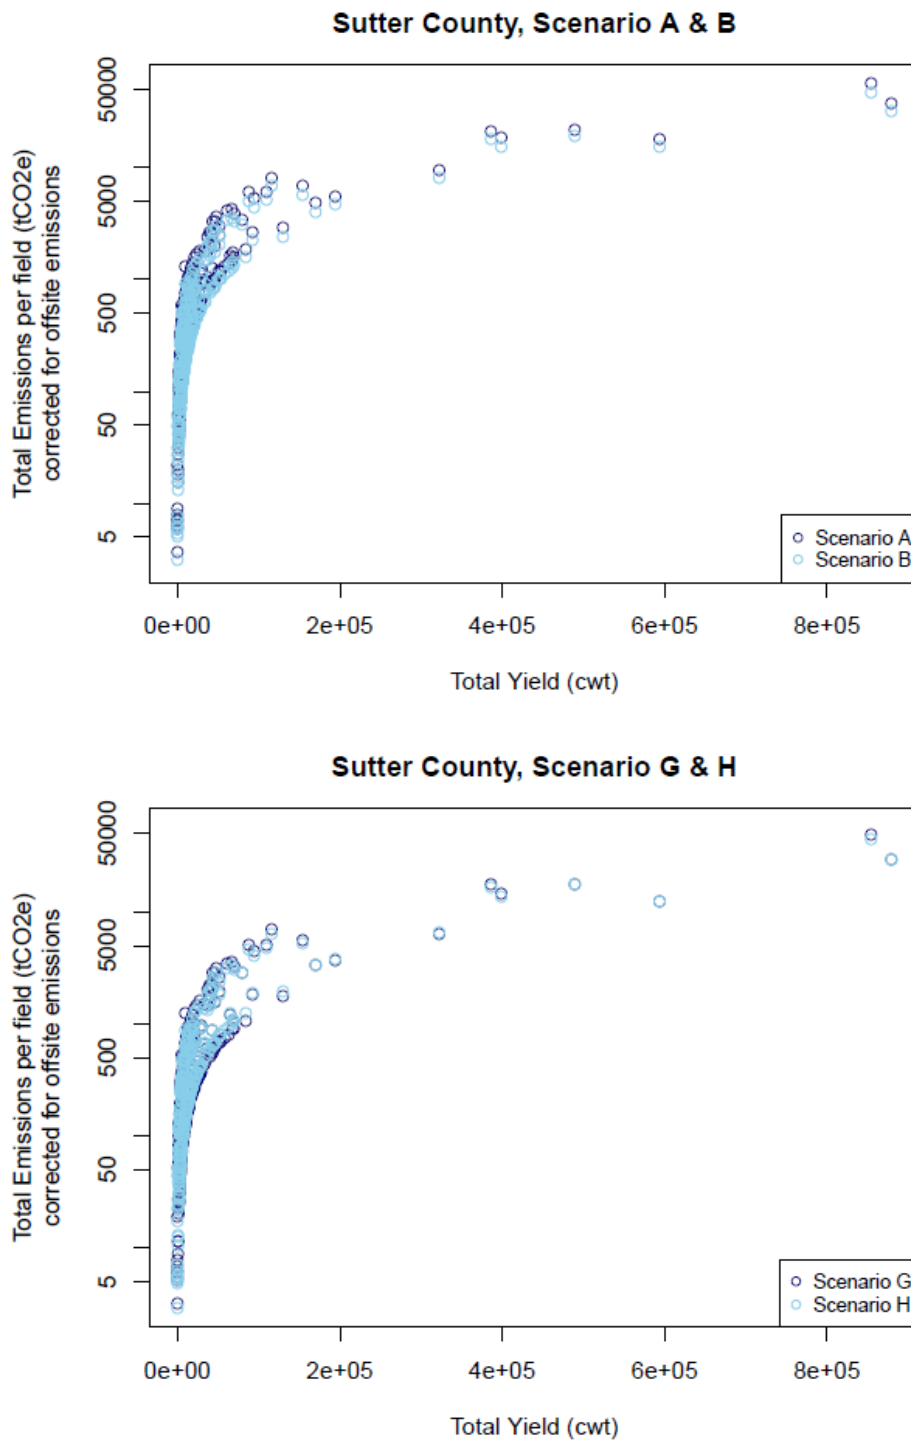 Sutter County, Scenario A & B
Total Emissions per field (tCO2e)
corrected for offsite emissions
50000
5000
500
50
5
Scenario A
Scenario B
0e+00 2e+05 4e+05 6e+05 8e+05
Total Yield (cwt)
Sutter County, Scenario G & H
Total Emissions per field (tCO2e)
corrected for offsite emissions
50000
5000
500
50
5
Scenario G
Scenario H
0e+00 2e+05 4e+05 6e+05 8e+05
Total Yield (cwt)